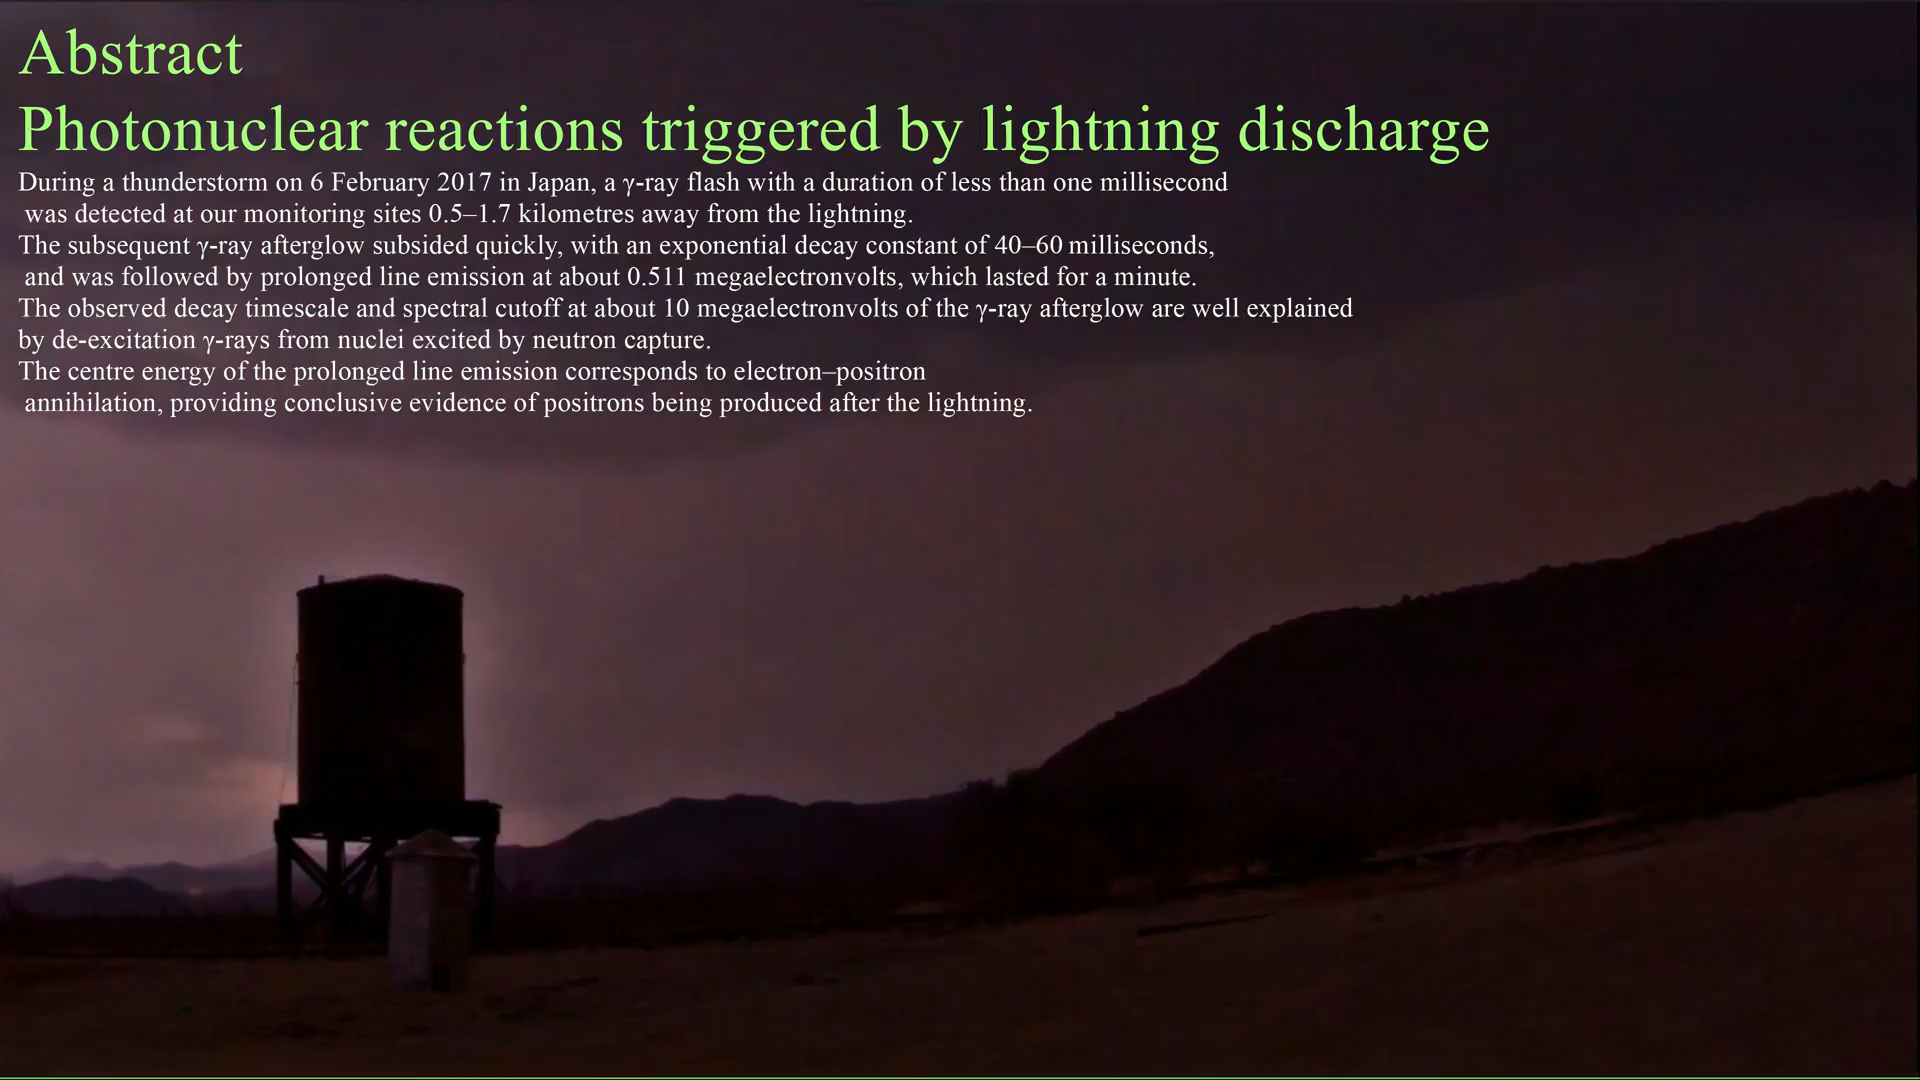 Abstract
Photonuclear reactions triggered by lightning discharge
During a thunderstorm on 6 February 2017 in Japan, a γ-ray flash with a duration of less than one millisecond
was detected at our monitoring sites 0.5–1.7 kilometres away from the lightning.
The subsequent γ-ray afterglow subsided quickly, with an exponential decay constant of 40–60 milliseconds,
and was followed by prolonged line emission at about 0.511 megaelectronvolts, which lasted for a minute.
The observed decay timescale and spectral cutoff at about 10 megaelectronvolts of the γ-ray afterglow are well explained
by de-excitation γ-rays from nuclei excited by neutron capture.
The centre energy of the prolonged line emission corresponds to electron–positron
annihilation, providing conclusive evidence of positrons being produced after the lightning.